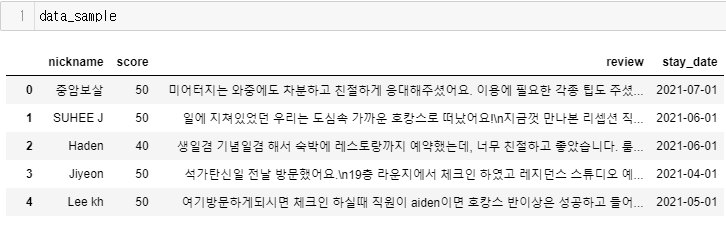 1 data_sample
nickname score review stay_date
0 중암보살 50 미어터지는 와중에도 차분하고 친절하게 응대해주셨어요. 이용에 필요한 각종 팁도 주셨... 2021-07-01
1 SUHEE J 50 일에 지쳐있었던 우리는 도심속 가까운 호캉스로 떠났어요!\n지금껏 만나본 리셉션 직... 2021-06-01
2 Haden 40 생일겸 기념일겸 해서 숙박에 레스토랑까지 예약했는데, 너무 친절하고 좋았습니다. 룸... 2021-06-01
3 Jiyeon 50 석가탄신일 전날 방문했어요.\n19층 라운지에서 체크인 하였고 레지던스 스튜디오 예... 2021-04-01
4 Lee kh 50 여기방문하게되시면 체크인 하실때 직원이 aiden이면 호캉스 반이상은 성공하고 들어... 2021-05-01